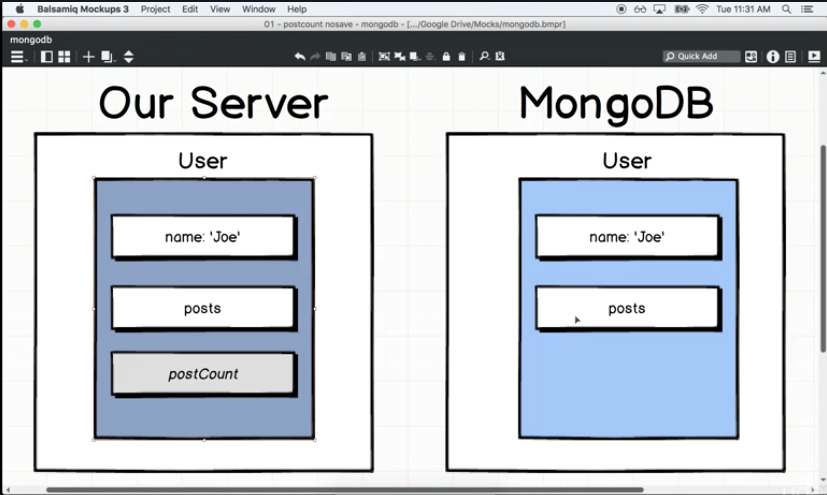 Balsamiq Mockups 3 Project Edit View Window Help Tue 11:31 AM
01 - postcount nosave - mongodb - [.../Google Drive/Mocks/mongodb.bmpr]
mongodb
Quick Add
Our Server
MongoDB
User
User
name: 'Joe'
name: 'Joe'
posts
posts
postCount